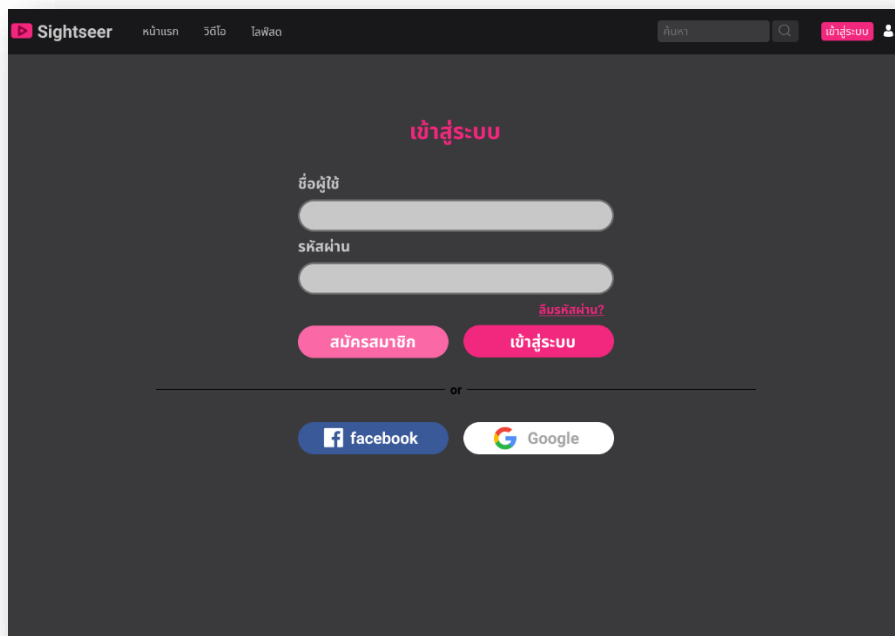 Sightseer หน้าแรก วิดีโอ ไลฟ์สด ค้นหา เข้าสู่ระบบ
เข้าสู่ระบบ
ชื่อผู้ใช้
รหัสผ่าน
ลืมรหัสผ่าน?
สมัครสมาชิก เข้าสู่ระบบ
or
facebook Google